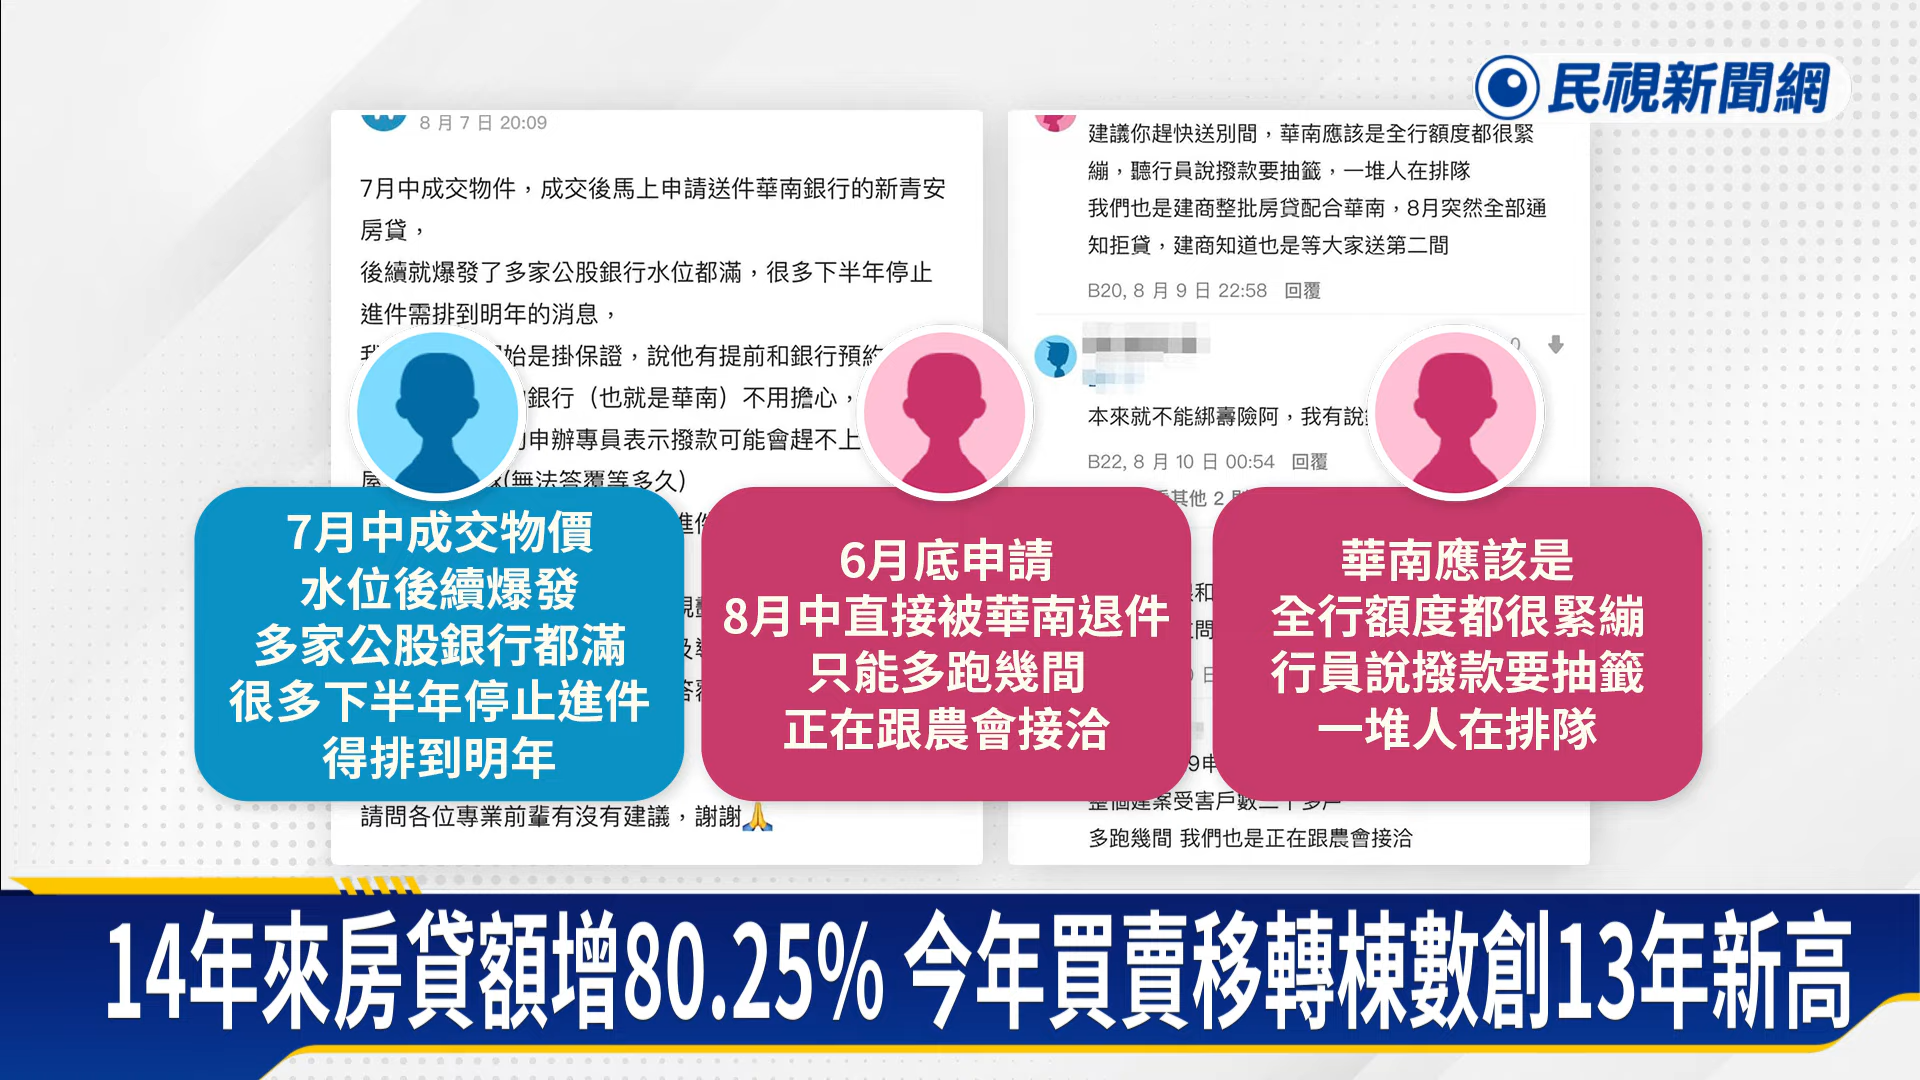 民視新聞網
8 月 7 日 20:09
7月中成交物件，成交後馬上申請送件華南銀行的新青安
房貸，
後續就爆發了多家公股銀行水位都滿，很多下半年停止
進件需排到明年的消息，
始是掛保證，說他有提前和銀行預約
銀行（也就是華南）不用擔心，
申辦專員表示撥款可能會趕不上
(無法答覆等多久)
請問各位專業前輩有沒有建議，謝謝🙏
建議你趕快送別間，華南應該是全行額度都很緊
繃，聽行員說撥款要抽籤，一堆人在排隊
我們也是建商整批房貸配合華南，8月突然全部通
知拒貸，建商知道也是等大家送第二間
B20, 8 月 9 日 22:58 回覆
本來就不能綁壽險阿，我有說
B22, 8 月 10 日 00:54 回覆
其他 2
整個建案受害戶數二十多戶
多跑幾間 我們也是正在跟農會接洽
7月中成交物價
水位後續爆發
多家公股銀行都滿
很多下半年停止進件
得排到明年
6月底申請
8月中直接被華南退件
只能多跑幾間
正在跟農會接洽
華南應該是
全行額度都很緊繃
行員說撥款要抽籤
一堆人在排隊
14年來房貸額增80.25% 今年買賣移轉棟數創13年新高